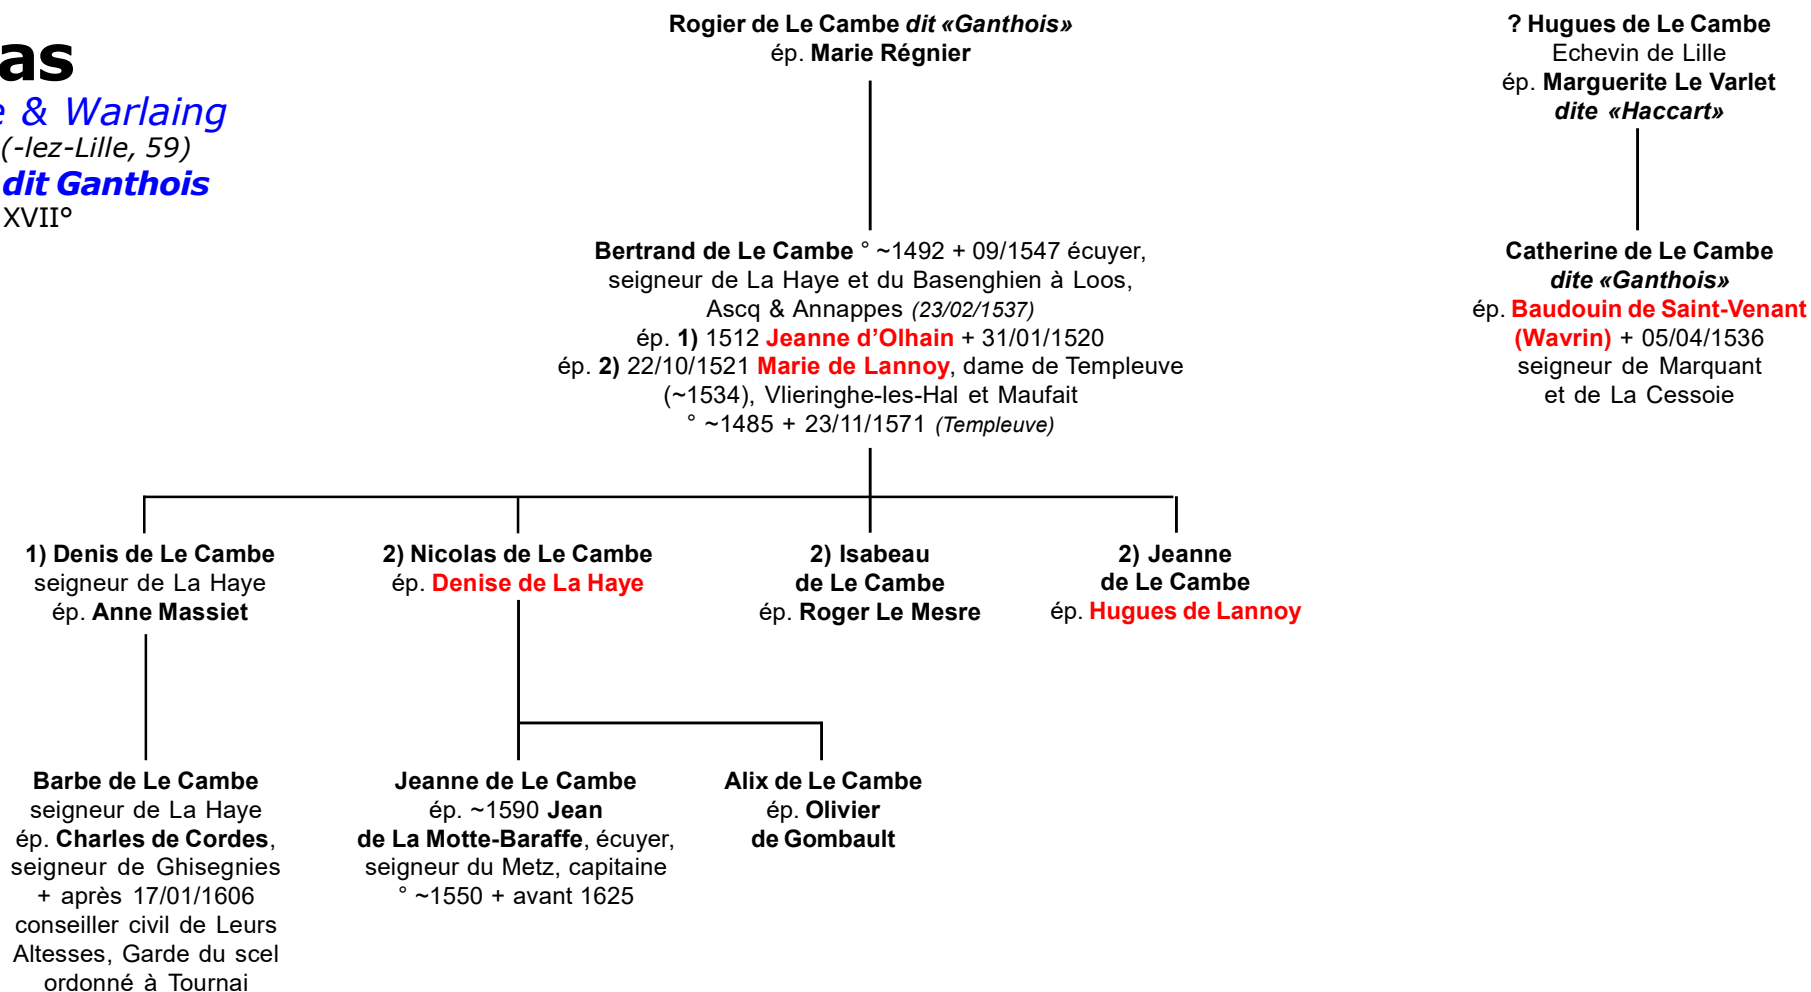 as
e & Warlaing
(-lez-Lille, 59)
dit Ganthois
XVII°
Rogier de Le Cambe dit «Ganthois»
ép. Marie Régnier
? Hugues de Le Cambe
Echevin de Lille
ép. Marguerite Le Varlet
dite «Haccart»
Bertrand de Le Cambe ° ~1492 + 09/1547 écuyer,
seigneur de La Haye et du Basenghien à Loos,
Ascq & Annappes (23/02/1537)
ép. 1) 1512 Jeanne d’Olhain + 31/01/1520
ép. 2) 22/10/1521 Marie de Lannoy, dame de Templeuve
(~1534), Vlieringhe-les-Hal et Maufait
° ~1485 + 23/11/1571 (Templeuve)
Catherine de Le Cambe
dite «Ganthois»
ép. Baudouin de Saint-Venant
(Wavrin) + 05/04/1536
seigneur de Marquant
et de La Cessoie
1) Denis de Le Cambe
seigneur de La Haye
ép. Anne Massiet
2) Nicolas de Le Cambe
ép. Denise de La Haye
2) Isabeau
de Le Cambe
ép. Roger Le Mesre
2) Jeanne
de Le Cambe
ép. Hugues de Lannoy
Barbe de Le Cambe
seigneur de La Haye
ép. Charles de Cordes,
seigneur de Ghisegnies
+ après 17/01/1606
conseiller civil de Leurs
Altesses, Garde du scel
ordonné à Tournai
Jeanne de Le Cambe
ép. ~1590 Jean
de La Motte-Baraffe, écuyer,
seigneur du Metz, capitaine
° ~1550 + avant 1625
Alix de Le Cambe
ép. Olivier
de Gombault